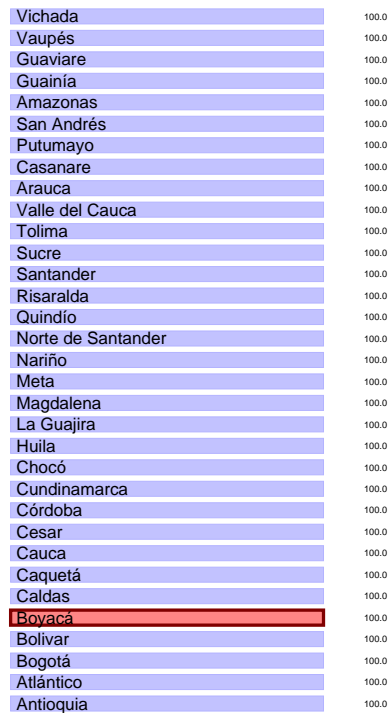 Vichada 100.0
Vaupés 100.0
Guaviare 100.0
Guainía 100.0
Amazonas 100.0
San Andrés 100.0
Putumayo 100.0
Casanare 100.0
Arauca 100.0
Valle del Cauca 100.0
Tolima 100.0
Sucre 100.0
Santander 100.0
Risaralda 100.0
Quindío 100.0
Norte de Santander 100.0
Nariño 100.0
Meta 100.0
Magdalena 100.0
La Guajira 100.0
Huila 100.0
Chocó 100.0
Cundinamarca 100.0
Córdoba 100.0
Cesar 100.0
Cauca 100.0
Caquetá 100.0
Caldas 100.0
Boyacá 100.0
Bolivar 100.0
Bogotá 100.0
Atlántico 100.0
Antioquia 100.0